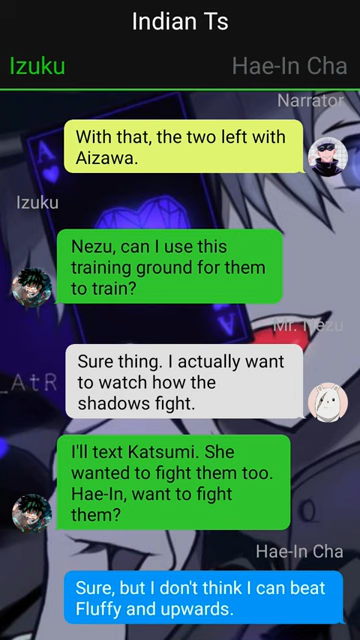 Indian Ts
Izuku
Hae-In Cha
Narrator
With that, the two left with
Aizawa.
Izuku
Nezu, can I use this
training ground for them
to train?
Mr. Nezu
Sure thing. I actually want
to watch how the
shadows fight.
_AtR
I'll text Katsumi. She
wanted to fight them too.
Hae-In, want to fight
them?
Hae-In Cha
Sure, but I don't think I can beat
Fluffy and upwards.
A
A